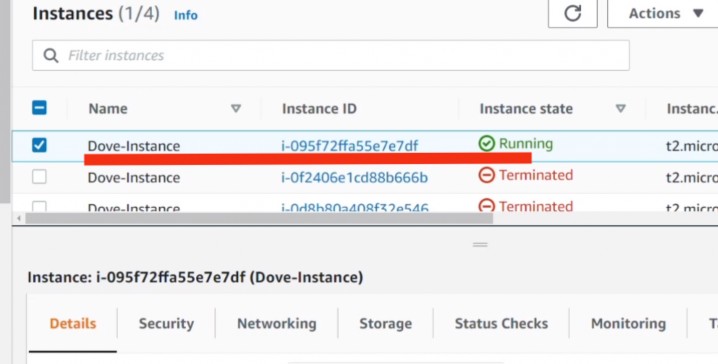 Instances (1/4) Info
Actions
Filter instances
Name Instance ID Instance state Instanc.
Dove-Instance i-095f72ffa55e7e7df Running t2.micro
Dove-Instance i-0f2406e1cd88b666b Terminated t2.micro
Dove-Instance i-0d8b80a408f32e546 Terminated t2.micro
Instance: i-095f72ffa55e7e7df (Dove-Instance)
Details Security Networking Storage Status Checks Monitoring T